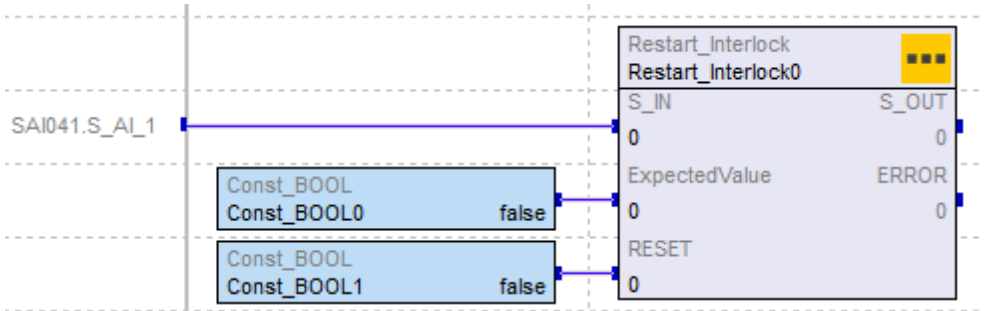 Restart_Interlock
Restart_Interlock0
S_IN S_OUT
SAI041.S_AI_1
0 0
Const_BOOL
Const_BOOL0 false
ExpectedValue ERROR
0 0
Const_BOOL
Const_BOOL1 false
RESET
0